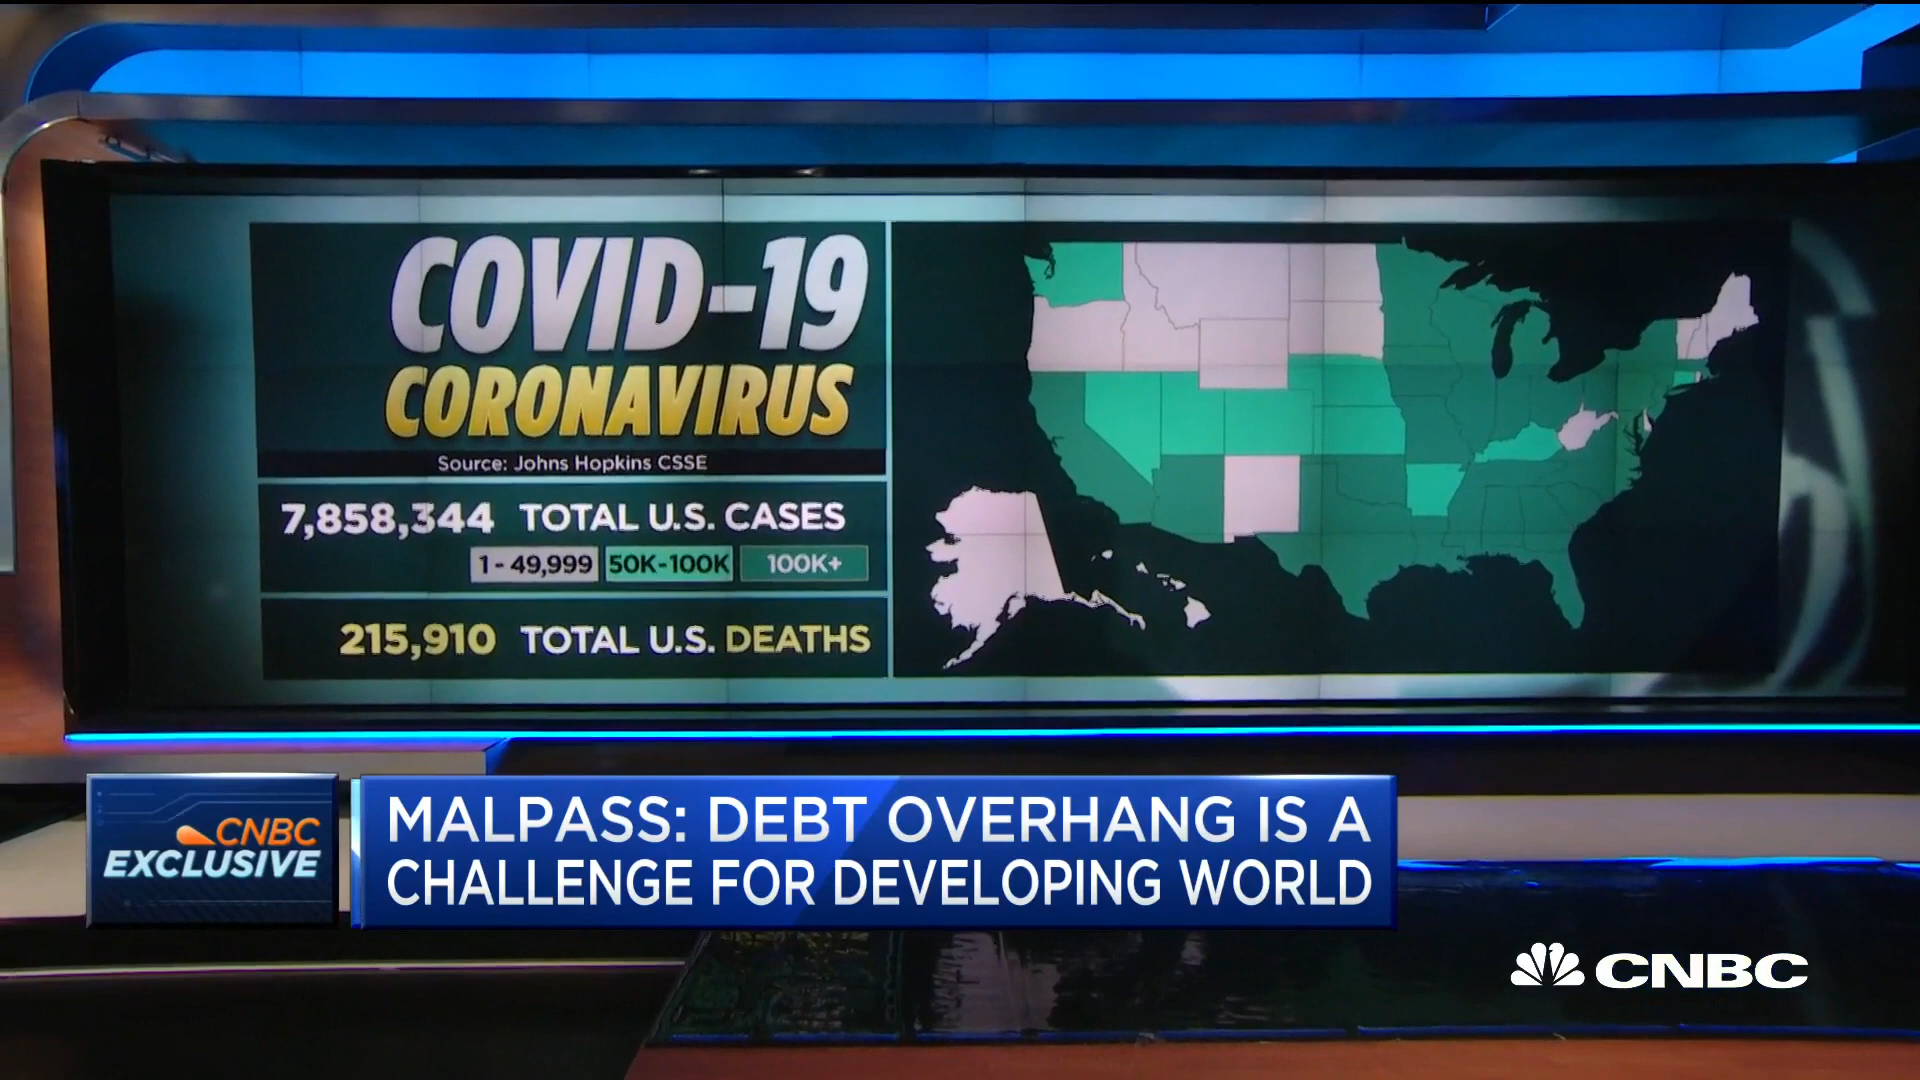 COVID-19
CORONAVIRUS
Source: Johns Hopkins CSSE
7,858,344 TOTAL U.S. CASES
1 - 49,999 50K-100K 100K+
215,910 TOTAL U.S. DEATHS
CNBC
EXCLUSIVE
MALPASS: DEBT OVERHANG IS A
CHALLENGE FOR DEVELOPING WORLD
CNBC